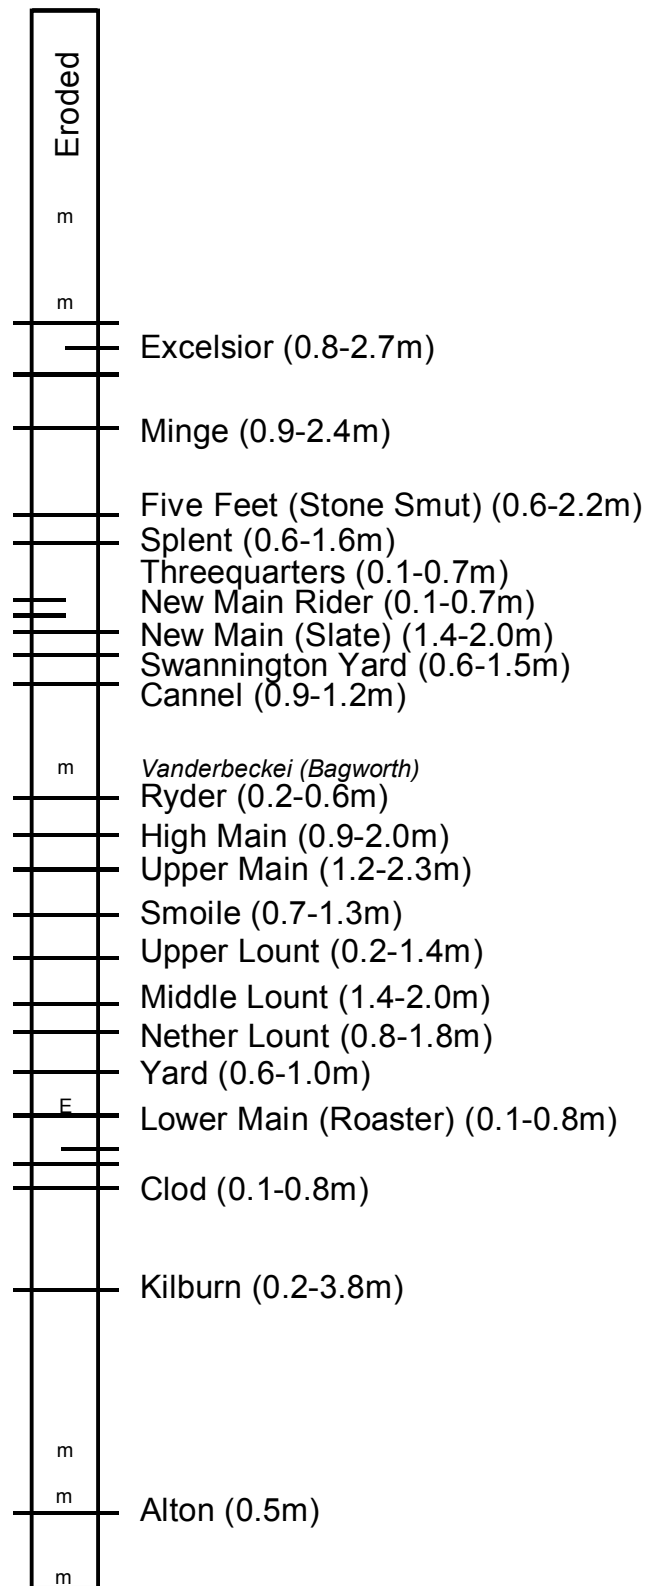 Eroded
m
m
Excelsior (0.8-2.7m)
Minge (0.9-2.4m)
Five Feet (Stone Smut) (0.6-2.2m)
Splent (0.6-1.6m)
Threequarters (0.1-0.7m)
New Main Rider (0.1-0.7m)
New Main (Slate) (1.4-2.0m)
Swannington Yard (0.6-1.5m)
Cannel (0.9-1.2m)
m Vanderbeckei (Bagworth)
Ryder (0.2-0.6m)
High Main (0.9-2.0m)
Upper Main (1.2-2.3m)
Smoile (0.7-1.3m)
Upper Lount (0.2-1.4m)
Middle Lount (1.4-2.0m)
Nether Lount (0.8-1.8m)
Yard (0.6-1.0m)
E
Lower Main (Roaster) (0.1-0.8m)
Clod (0.1-0.8m)
Kilburn (0.2-3.8m)
m
m
Alton (0.5m)
m